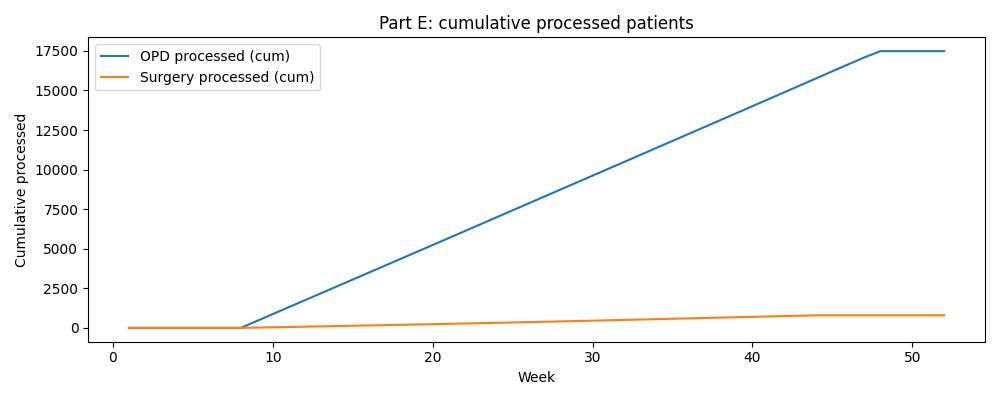 Part E: cumulative processed patients
OPD processed (cum)
Surgery processed (cum)
Cumulative processed
17500
15000
12500
10000
7500
5000
2500
0
0 10 20 30 40 50
Week